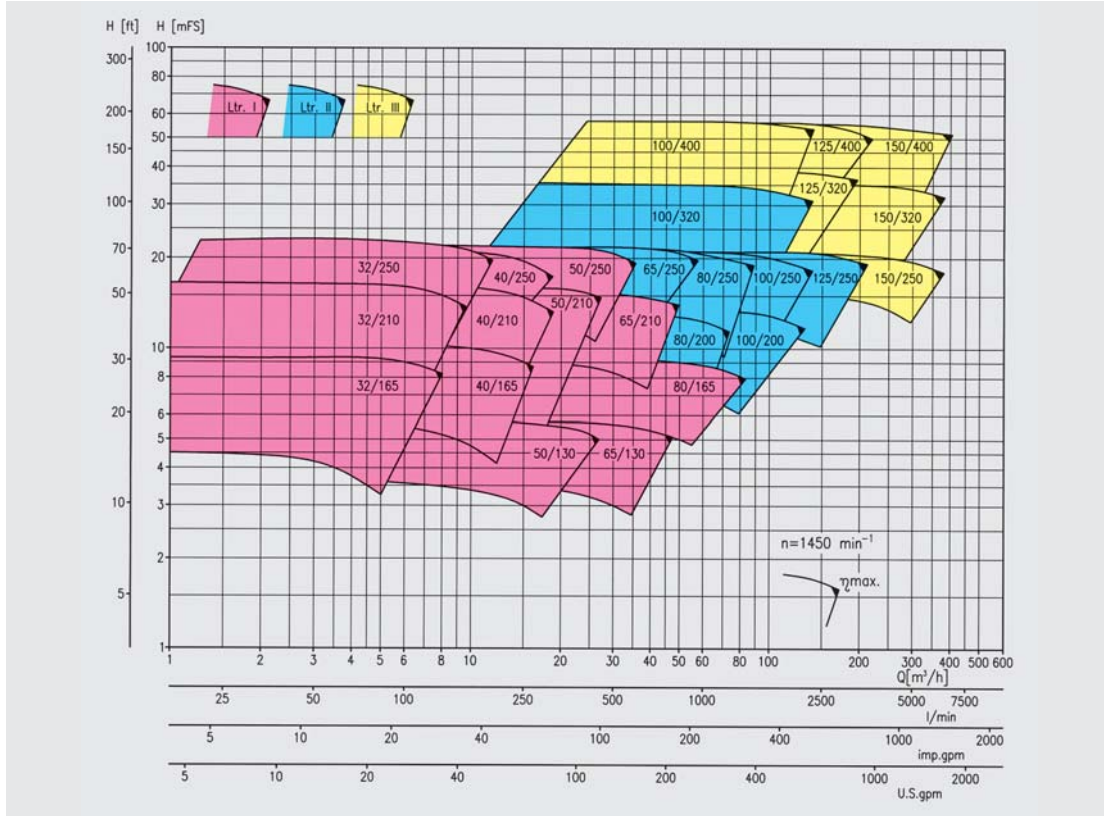 H [ft] H [mFS]
300
200
150
100
70
50
30
20
10
5
100
80
60
50
40
30
20
10
8
6
5
4
3
2
1
Ltr. I Ltr. II Ltr. III
100/400 125/400 150/400
125/320
100/320 150/320
32/250 40/250 50/250 65/250 80/250 100/250 125/250 150/250
50/210
32/210 40/210 65/210
80/200 100/200
32/165 40/165 80/165
50/130 65/130
n=1450 min⁻¹
ηmax.
1 2 3 4 5 6 8 10 20 30 40 50 60 80 100 200 300 400 500 600
Q[m³/h]
25 50 100 250 500 1000 2500 5000 7500
l/min
5 10 20 40 100 200 400 1000 2000
imp.gpm
5 10 20 40 100 200 400 1000 2000
U.S.gpm